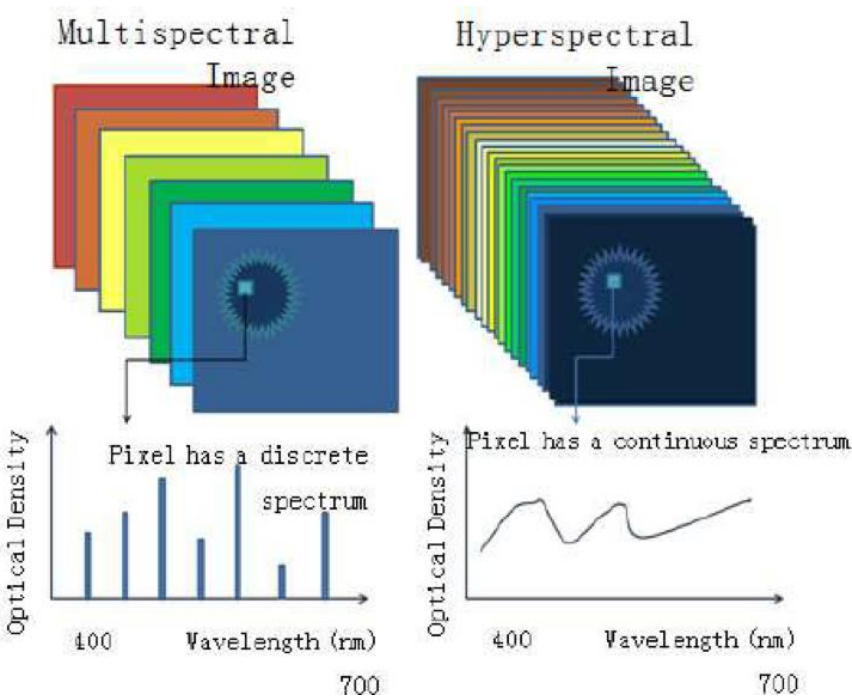 Multispectral
Image
Hyperspectral
Image
Optical Density
Pixel has a discrete
spectrum
400
Wavelength (nm)
700
Optical Density
Pixel has a continuous spectrum
400
Wavelength (nm)
700